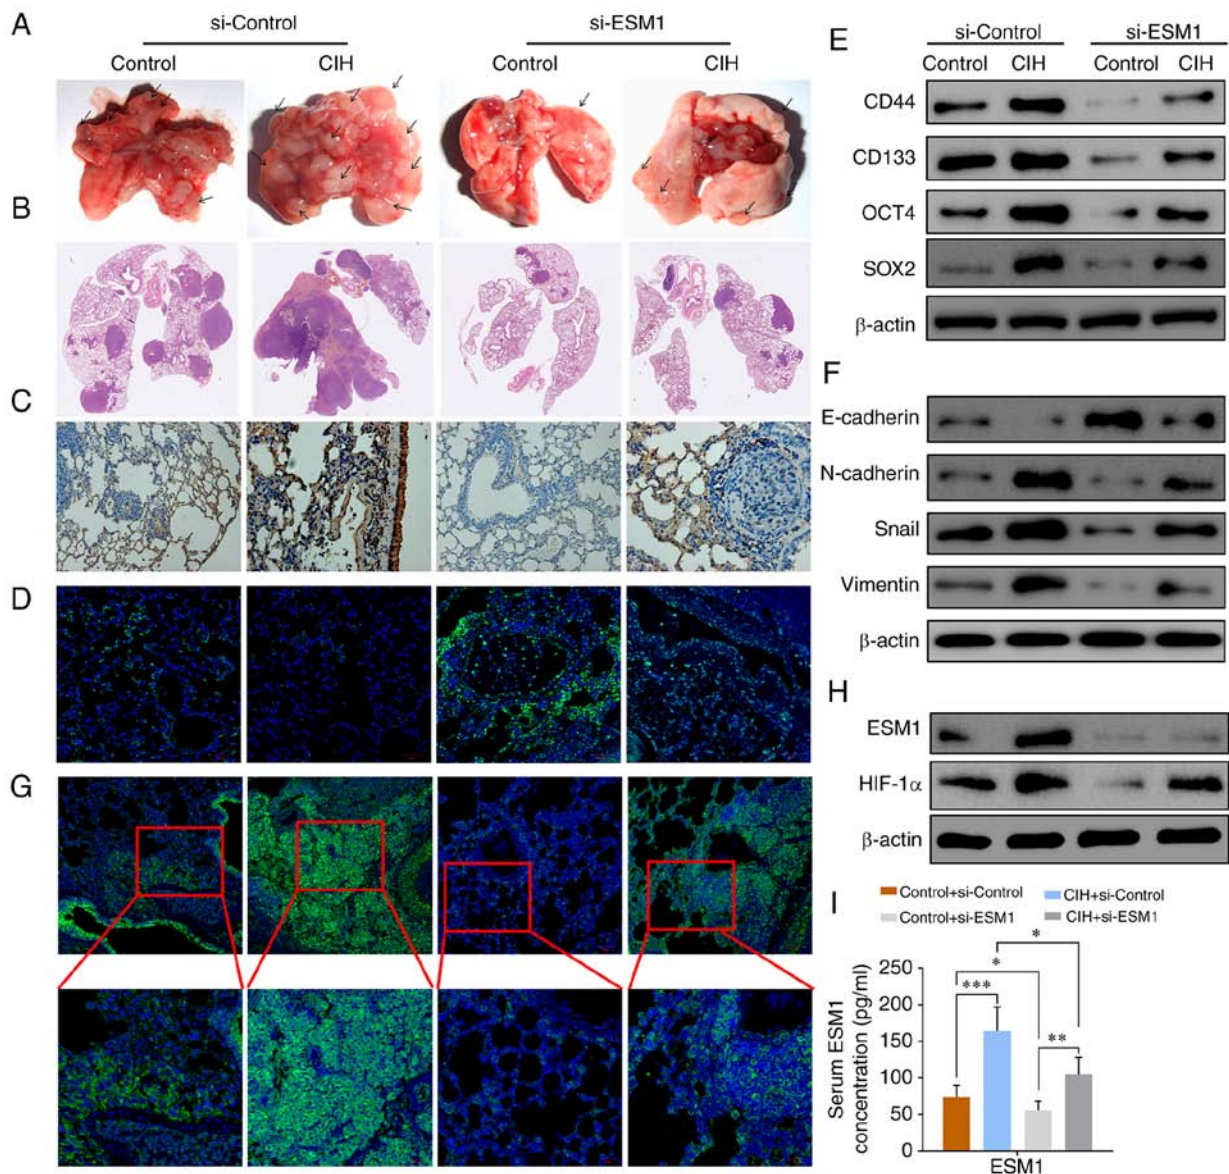 A
si-Control
si-ESM1
Control
CIH
Control
CIH
B
C
D
G
E
si-Control
si-ESM1
Control
CIH
Control
CIH
CD44
CD133
OCT4
SOX2
β-actin
F
E-cadherin
N-cadherin
Snail
Vimentin
β-actin
H
ESM1
HIF-1α
β-actin
I
Control+si-Control
CIH+si-Control
Control+si-ESM1
CIH+si-ESM1
Serum ESM1
concentration (pg/ml)
250
200
150
100
50
0
*
*
***
**
ESM1